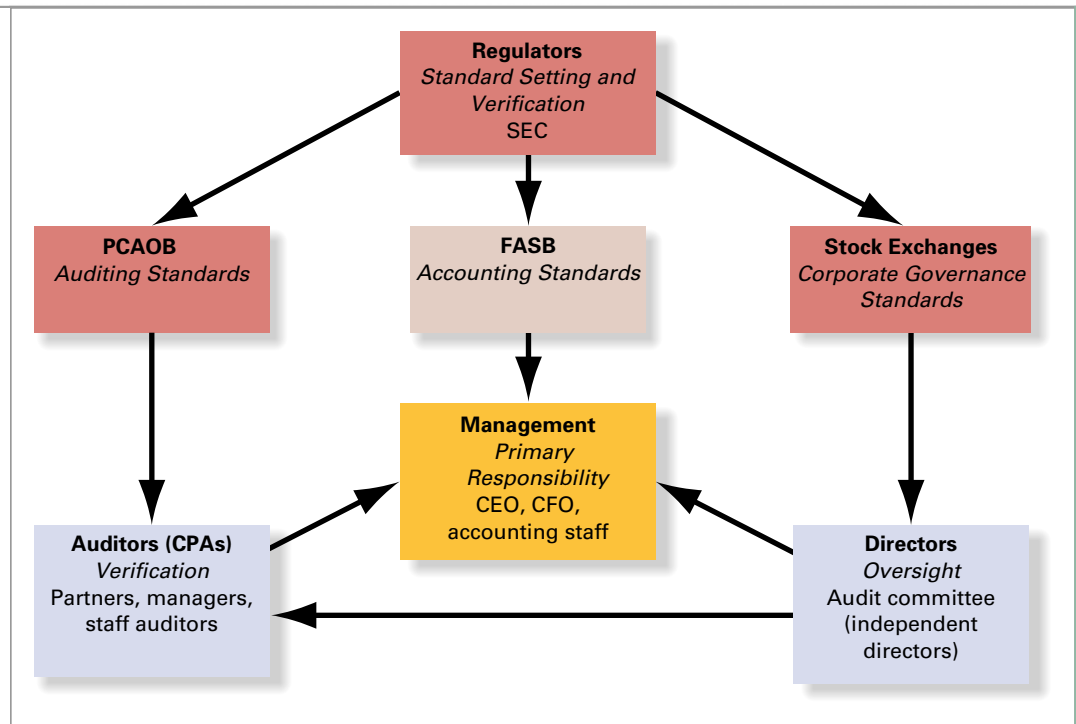 Regulators
Standard Setting and
Verification
SEC
PCAOB
Auditing Standards
FASB
Accounting Standards
Stock Exchanges
Corporate Governance
Standards
Management
Primary
Responsibility
CEO, CFO,
accounting staff
Auditors (CPAs)
Verification
Partners, managers,
staff auditors
Directors
Oversight
Audit committee
(independent
directors)